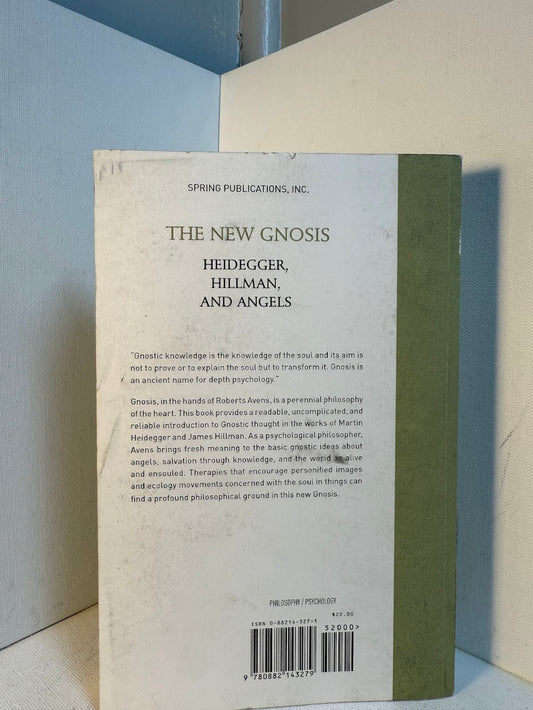 SPRING PUBLICATIONS, INC.
THE NEW GNOSIS
HEIDEGGER,
HILLMAN,
AND ANGELS
"Gnostic knowledge is the knowledge of the soul and its aim is
not to prove or to explain the soul but to transform it. Gnosis is
an ancient name for depth psychology."
Gnosis, in the hands of Roberts Avens, is a perennial philosophy
of the heart. This book provides a readable, uncomplicated, and
reliable introduction to Gnostic thought in the works of Martin
Heidegger and James Hillman. As a psychological philosopher,
Avens brings fresh meaning to the basic gnostic ideas about
angels, salvation through knowledge, and the world as alive
and ensouled. Therapies that encourage personified images
and ecology movements concerned with the soul in things can
find a profound philosophical ground in this new Gnosis.
PHILOSOPHY / PSYCHOLOGY
$20.00
ISBN 0-88214-327-1
52000>
9 780882 143279